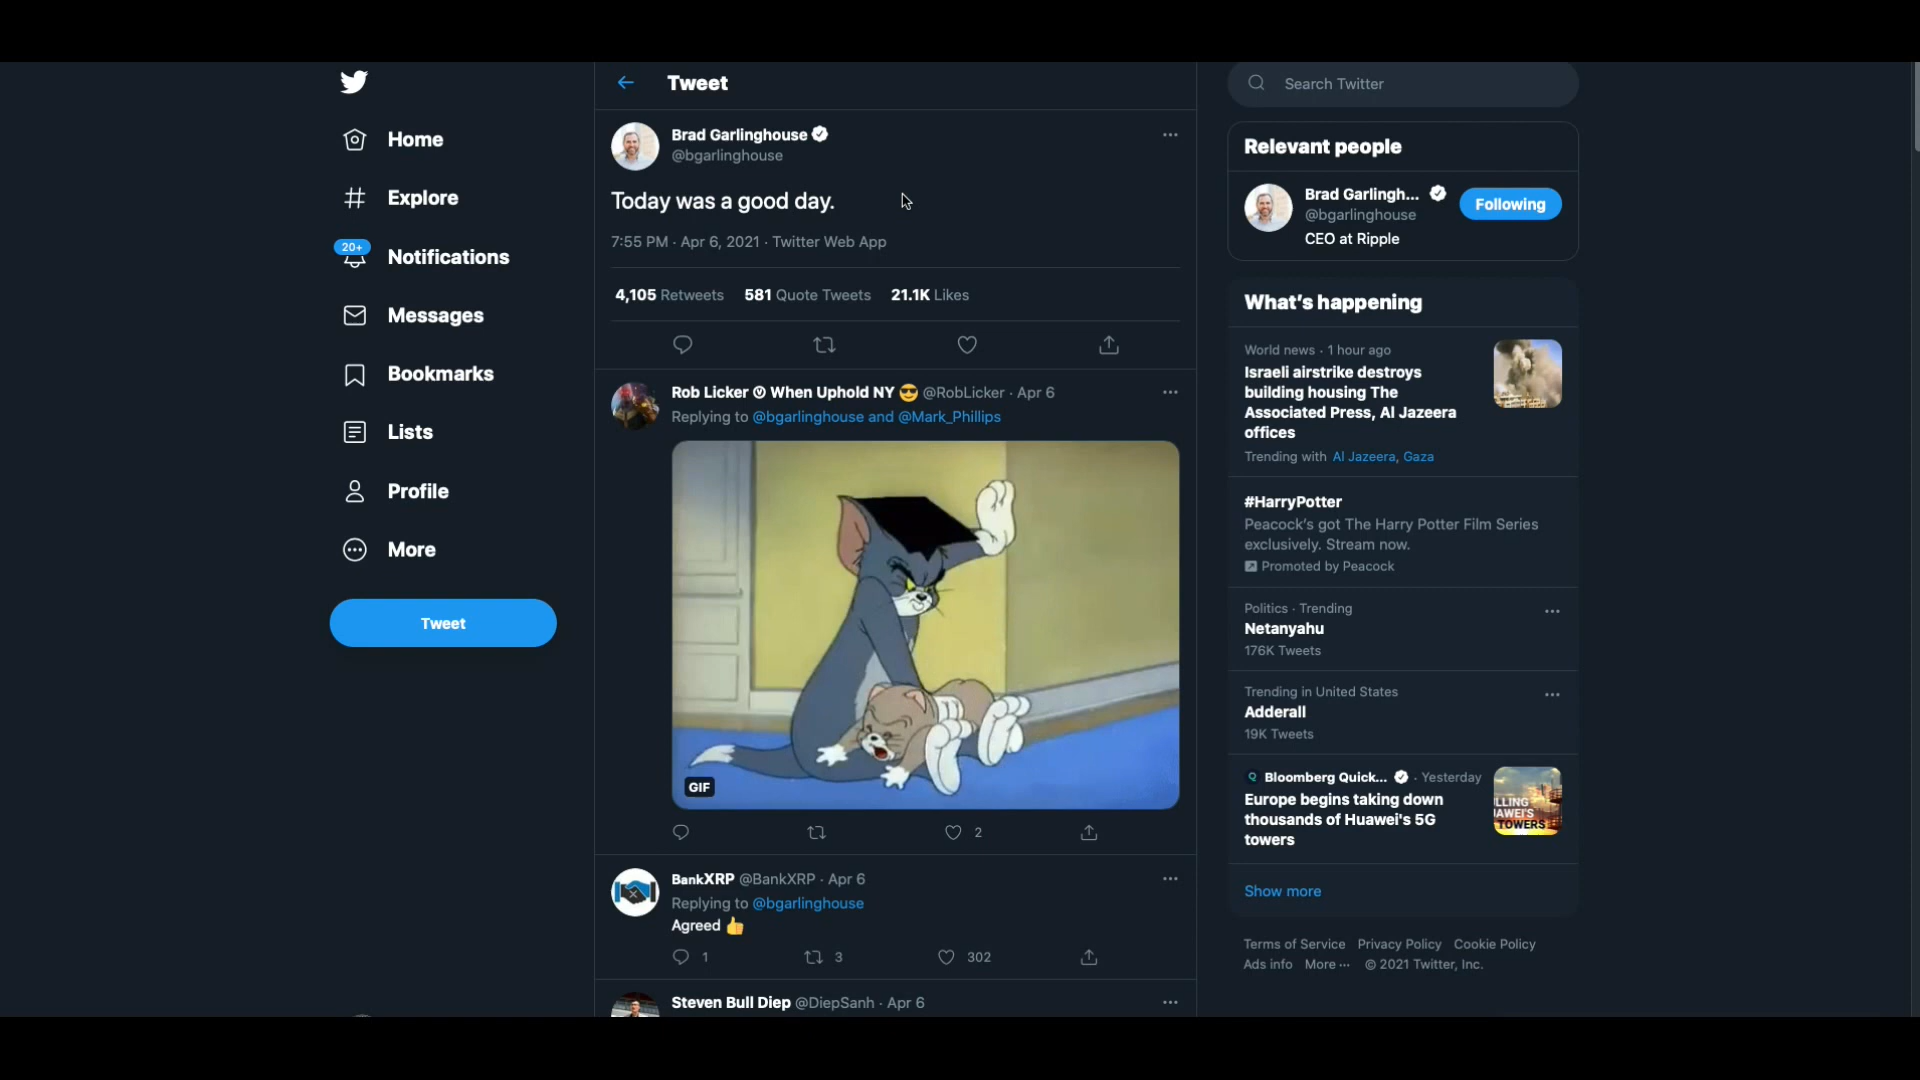 Home
Explore
20+
Notifications
Messages
Bookmarks
Lists
Profile
More
Tweet
Tweet
Brad Garlinghouse
@bgarlinghouse
Today was a good day.
7:55 PM · Apr 6, 2021 · Twitter Web App
4,105 Retweets 581 Quote Tweets 21.1K Likes
Rob Licker When Uphold NY 😎 @RobLicker · Apr 6
Replying to @bgarlinghouse and @Mark_Phillips
GIF
2
BankXRP @BankXRP · Apr 6
Replying to @bgarlinghouse
Agreed 👍
1 3 302
Steven Bull Diep @DiepSanh · Apr 6
Search Twitter
Relevant people
Brad Garlingh...
@bgarlinghouse
Following
CEO at Ripple
What's happening
World news · 1 hour ago
Israeli airstrike destroys
building housing The
Associated Press, Al Jazeera
offices
Trending with Al Jazeera, Gaza
#HarryPotter
Peacock's got The Harry Potter Film Series
exclusively. Stream now.
Promoted by Peacock
Politics · Trending
Netanyahu
176K Tweets
Trending in United States
Adderall
19K Tweets
Bloomberg Quick... · Yesterday
Europe begins taking down
thousands of Huawei's 5G
towers
TOWERS
Show more
Terms of Service Privacy Policy Cookie Policy
Ads info More ··· © 2021 Twitter, Inc.